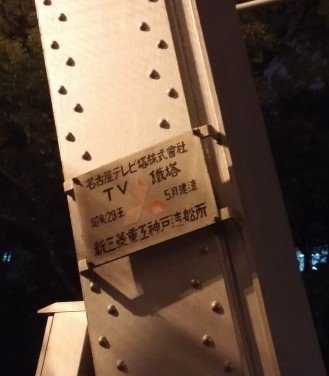 名古屋テレビ塔株式會社
TV 鐵塔
昭和29年 5月建造
新三菱重工神戸造船所